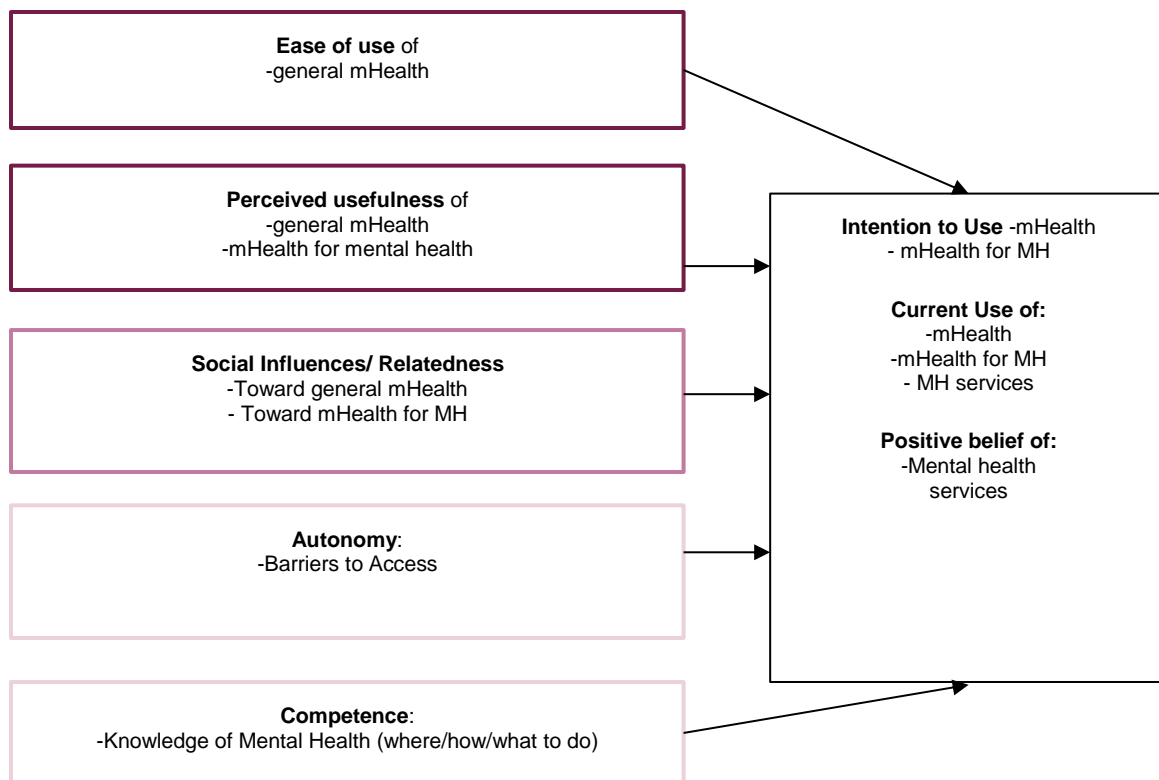 Ease of use of
-general mHealth
Perceived usefulness of
-general mHealth
-mHealth for mental health
Social Influences/ Relatedness
-Toward general mHealth
- Toward mHealth for MH
Autonomy:
-Barriers to Access
Competence:
-Knowledge of Mental Health (where/how/what to do)
Intention to Use -mHealth
- mHealth for MH
Current Use of:
-mHealth
-mHealth for MH
- MH services
Positive belief of:
-Mental health
services